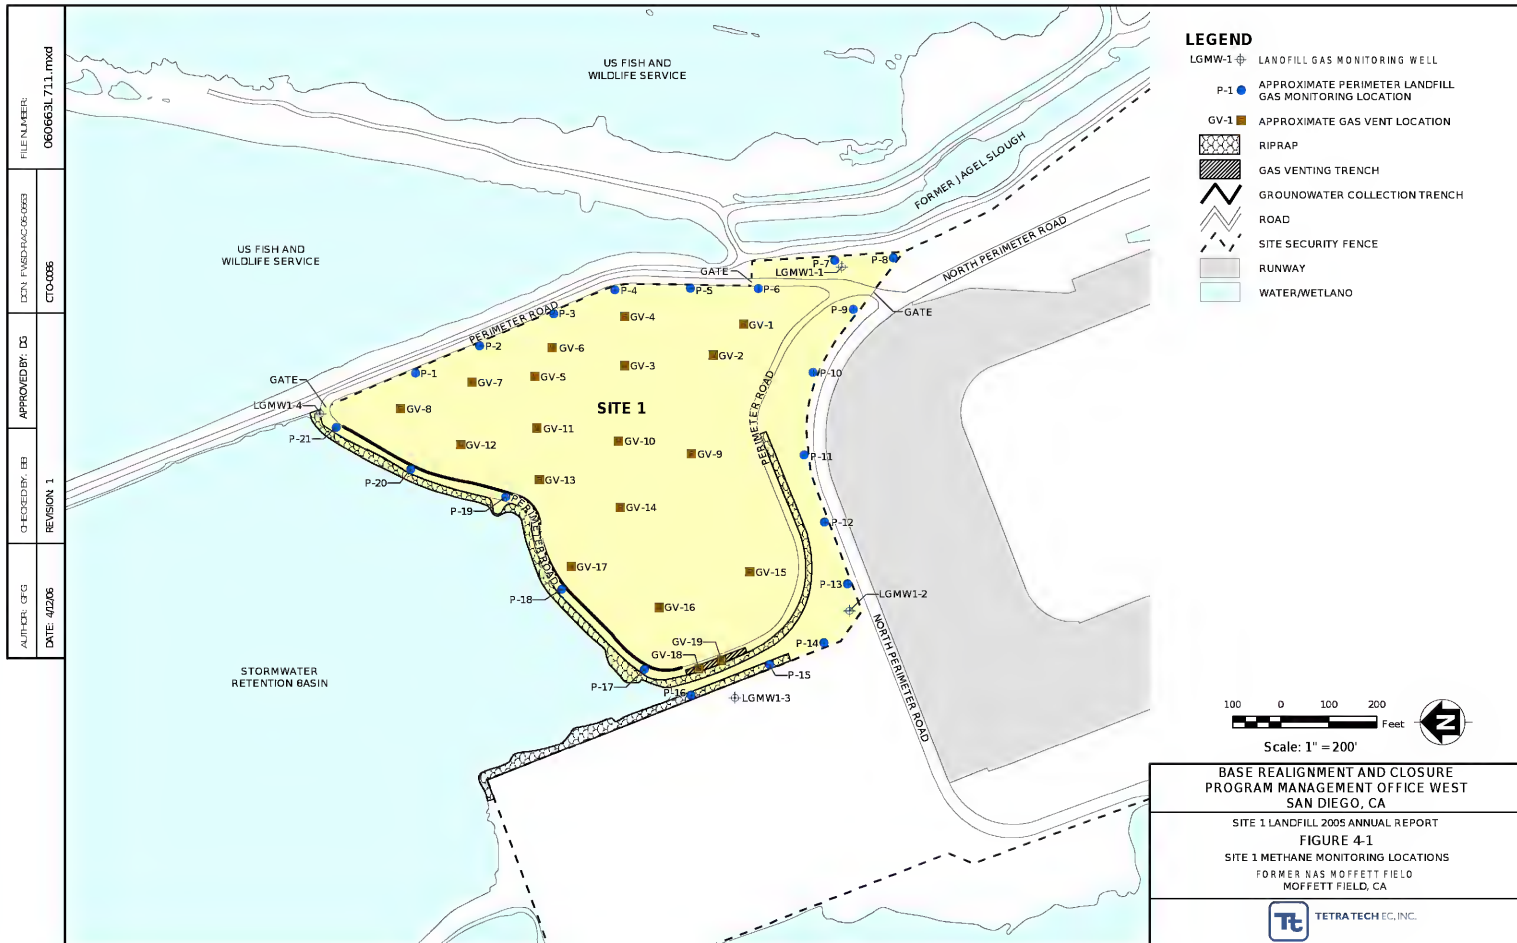 FILE NUMBER:
060663L711.mxd
DCN: FWSD-RAC-06-0663
CTO-0086
APPROVED BY: DG
CHECKED BY: BB
REVISION: 1
AUTHOR: GFG
DATE: 4/12/06
US FISH AND
WILDLIFE SERVICE
US FISH AND
WILDLIFE SERVICE
FORMER JAGEL SLOUGH
NORTH PERIMETER ROAD
P-7
P-8
LGMW1-1
GATE
P-4
P-5
P-6
P-3
PERIMETER ROAD
P-9
GATE
GV-4
GV-1
P-2
GV-6
GV-2
GV-3
P-1
GV-7
GV-5
P-10
GATE
PERIMETER ROAD
LGMW1-4
GV-8
SITE 1
P-21
GV-11
GV-12
GV-10
GV-9
P-11
P-20
GV-13
P-19
PERIMETER ROAD
GV-14
P-12
GV-17
GV-15
P-13
P-18
LGMW1-2
GV-16
NORTH PERIMETER ROAD
GV-19
P-14
GV-18
P-15
P-17
P-16
LGMW1-3
STORMWATER
RETENTION BASIN
LEGEND
LGMW-1 LANDFILL GAS MONITORING WELL
P-1 APPROXIMATE PERIMETER LANDFILL
GAS MONITORING LOCATION
GV-1 APPROXIMATE GAS VENT LOCATION
RIPRAP
GAS VENTING TRENCH
GROUNDWATER COLLECTION TRENCH
ROAD
SITE SECURITY FENCE
RUNWAY
WATER/WETLAND
100 0 100 200
Feet
N
Scale: 1" = 200'
BASE REALIGNMENT AND CLOSURE
PROGRAM MANAGEMENT OFFICE WEST
SAN DIEGO, CA
SITE 1 LANDFILL 2005 ANNUAL REPORT
FIGURE 4-1
SITE 1 METHANE MONITORING LOCATIONS
FORMER NAS MOFFETT FIELD
MOFFETT FIELD, CA
Tt
TETRA TECH EC, INC.